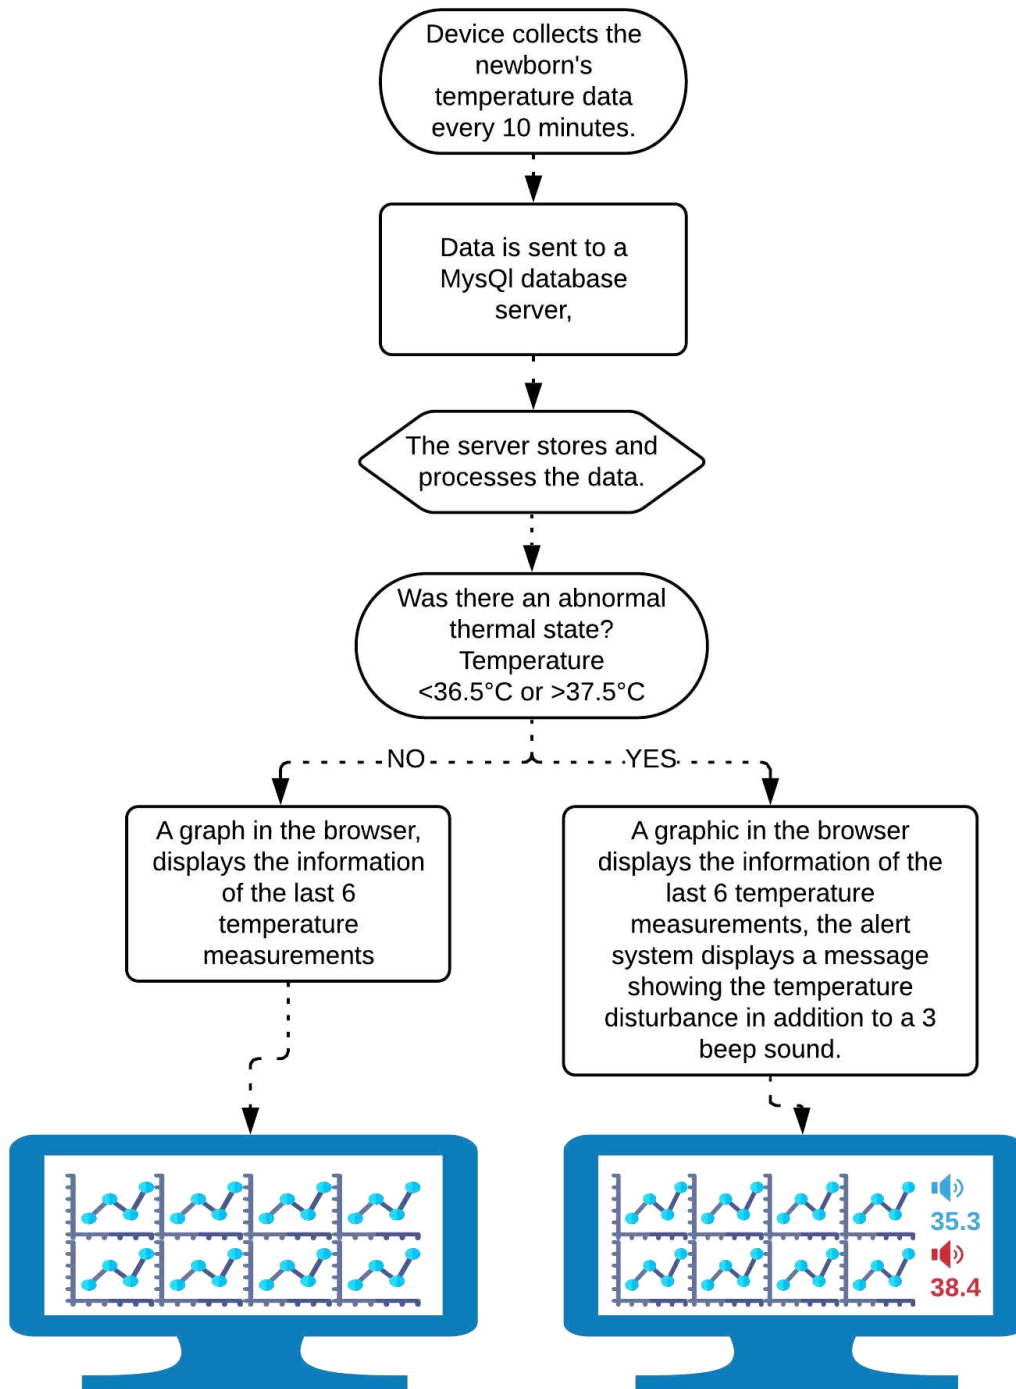 Device collects the
newborn's
temperature data
every 10 minutes.
Data is sent to a
MysQl database
server,
The server stores and
processes the data.
Was there an abnormal
thermal state?
Temperature
<36.5°C or >37.5°C
NO
YES
A graph in the browser,
displays the information
of the last 6
temperature
measurements
A graphic in the browser
displays the information of the
last 6 temperature
measurements, the alert
system displays a message
showing the temperature
disturbance in addition to a 3
beep sound.
35.3
38.4